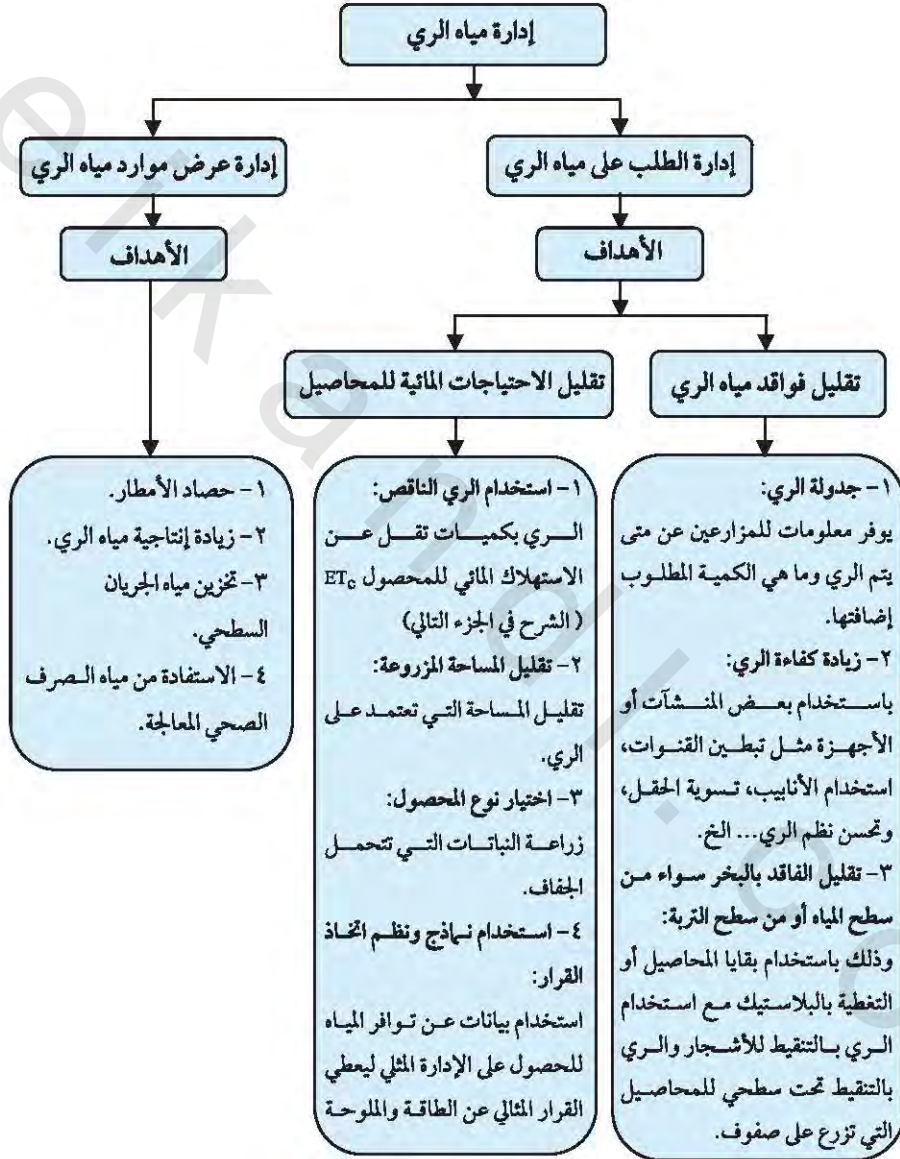 إدارة مياه الري
إدارة الطلب على مياه الري
إدارة عرض موارد مياه الري
الأهداف
الأهداف
تقليل فواقد مياه الري
تقليل الاحتياجات المائية للمحاصيل
١- جدولة الري:
يوفر معلومات للمزارعين عن متى
يتم الري وما هي الكمية المطلوب
إضافتها.
٢- زيادة كفاءة الري:
باستخدام بعض المنشآت أو
الأجهزة مثل تبطين القنوات،
استخدام الأنابيب، تسوية الحقل،
وتحسن نظم الري... الخ.
٣- تقليل الفاقد بالبخر سواء من
سطح المياه أو من سطح التربة:
وذلك باستخدام بقايا المحاصيل أو
التغطية بالبلاستيك مع استخدام
الري بالتنقيط للأشجار والري
بالتنقيط تحت سطحي للمحاصيل
التي تزرع على صفوف.
١- استخدام الري الناقص:
الري بكميات تقل عن
الاستهلاك المائي للمحصول ETc
(الشرح في الجزء التالي)
٢- تقليل المساحة المزروعة:
تقليل المساحة التي تعتمد على
الري.
٣- اختيار نوع المحصول:
زراعة النباتات التي تتحمل
الجفاف.
٤- استخدام نماذج ونظم اتخاذ
القرار:
استخدام بيانات عن توافر المياه
للحصول على الإدارة المثلي ليعطي
القرار المثالي عن الطاقة والملوحة
١- حصاد الأمطار.
٢- زيادة إنتاجية مياه الري.
٣- تخزين مياه الجريان
السطحي.
٤- الاستفادة من مياه الصرف
الصحي المعالجة.
erkandl.co